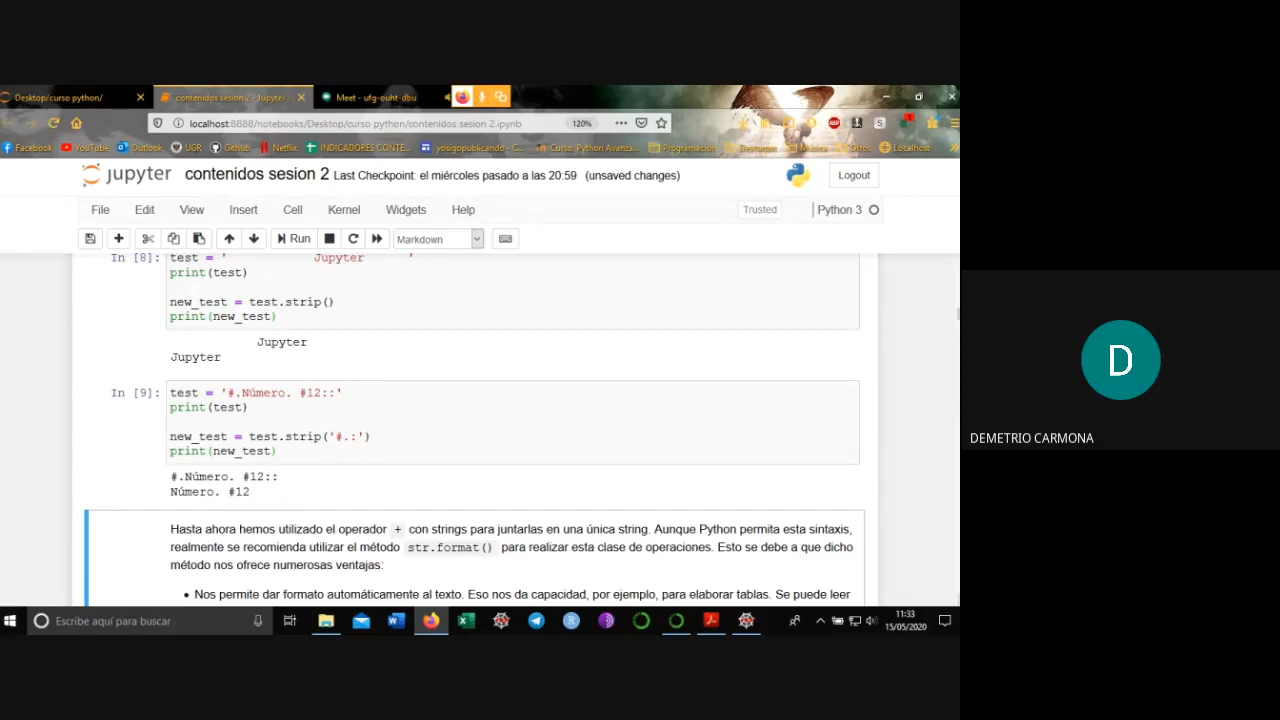 Desktop/curso python/
contenidos sesion 2 - Jupyter
Meet - ufg-ouht-dbu
localhost:8888/notebooks/Desktop/curso python/contenidos sesion 2.ipynb
120%
Facebook
YouTube
Outlook
UGR
Github
Netflix
INDICADORES CONTE...
yosigopublicando - C...
Curso: Python Avanza...
Programación
Música
Otros
Localhost
jupyter
contenidos sesion 2 Last Checkpoint: el miércoles pasado a las 20:59 (unsaved changes)
Logout
File Edit View Insert Cell Kernel Widgets Help
Trusted
Python 3
Run
Markdown
In [8]: test = ' Jupyter '
print(test)
new_test = test.strip()
print(new_test)
Jupyter
Jupyter
In [9]: test = '#.Número. #12::'
print(test)
new_test = test.strip('#.:')
print(new_test)
#.Número. #12::
Número. #12
Hasta ahora hemos utilizado el operador + con strings para juntarlas en una única string. Aunque Python permita esta sintaxis,
realmente se recomienda utilizar el método str.format() para realizar esta clase de operaciones. Esto se debe a que dicho
método nos ofrece numerosas ventajas:
• Nos permite dar formato automáticamente al texto. Eso nos da capacidad, por ejemplo, para elaborar tablas. Se puede leer
Escribe aquí para buscar
11:33
15/05/2020
D
DEMETRIO CARMONA